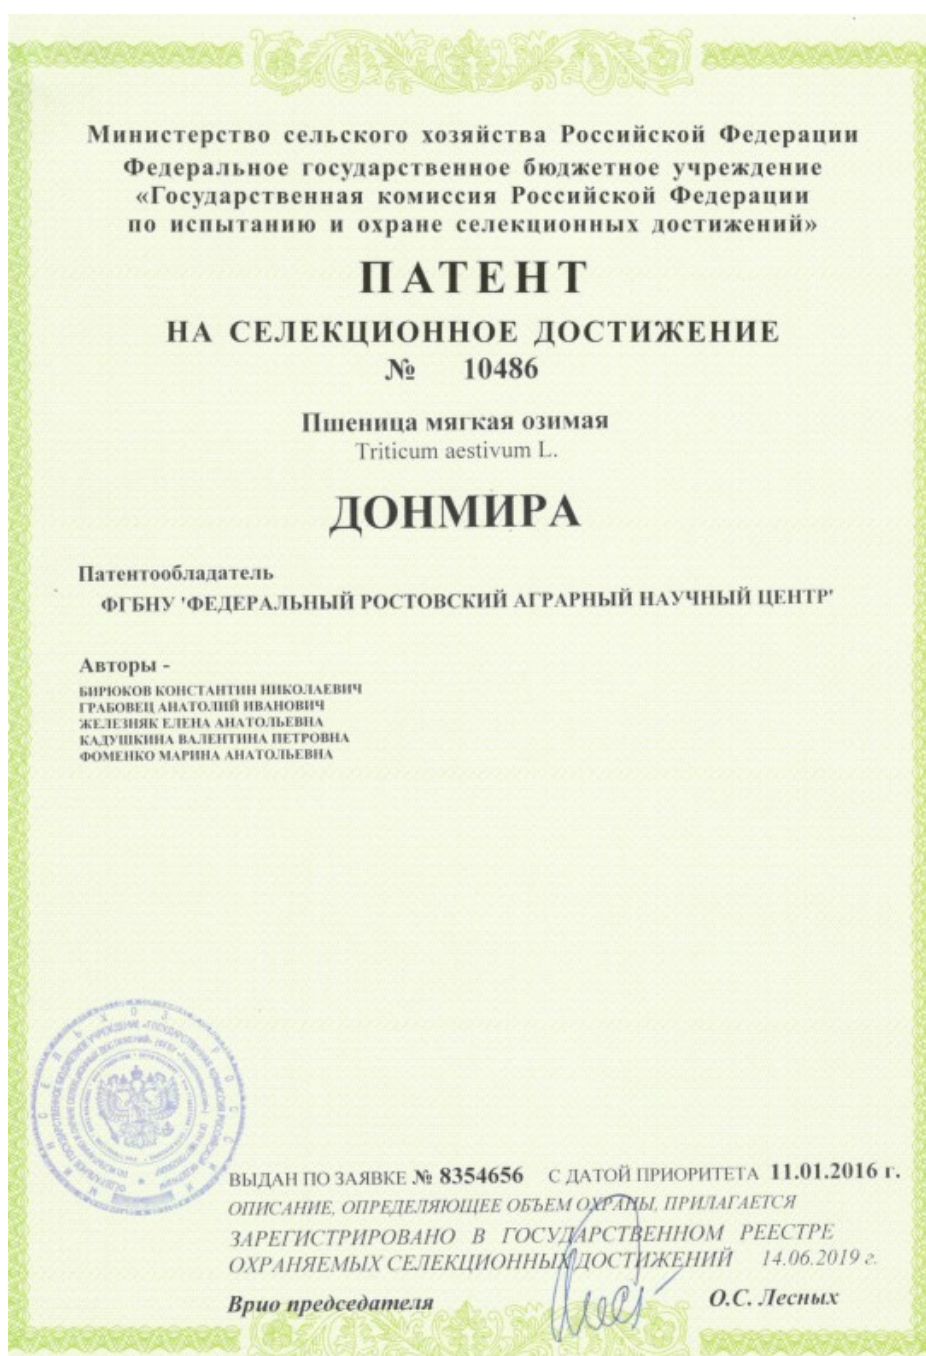 Министерство сельского хозяйства Российской Федерации
Федеральное государственное бюджетное учреждение
«Государственная комиссия Российской Федерации
по испытанию и охране селекционных достижений»
ПАТЕНТ
НА СЕЛЕКЦИОННОЕ ДОСТИЖЕНИЕ
№ 10486
Пшеница мягкая озимая
Triticum aestivum L.
ДОНМИРА
Патентообладатель
ФГБНУ 'ФЕДЕРАЛЬНЫЙ РОСТОВСКИЙ АГРАРНЫЙ НАУЧНЫЙ ЦЕНТР'
Авторы -
БИРЮКОВ КОНСТАНТИН НИКОЛАЕВИЧ
ГРАБОВЕЦ АНАТОЛИЙ ИВАНОВИЧ
ЖЕЛЕЗНЯК ЕЛЕНА АНАТОЛЬЕВНА
КАДУШКИНА ВАЛЕНТИНА ПЕТРОВНА
ФОМЕНКО МАРИНА АНАТОЛЬЕВНА
ВЫДАН ПО ЗАЯВКЕ № 8354656 С ДАТОЙ ПРИОРИТЕТА 11.01.2016 г.
ОПИСАНИЕ, ОПРЕДЕЛЯЮЩЕЕ ОБЪЕМ ОХРАНЫ, ПРИЛАГАЕТСЯ
ЗАРЕГИСТРИРОВАНО В ГОСУДАРСТВЕННОМ РЕЕСТРЕ
ОХРАНЯЕМЫХ СЕЛЕКЦИОННЫХ ДОСТИЖЕНИЙ 14.06.2019 г.
Врио председателя О.С. Лесных